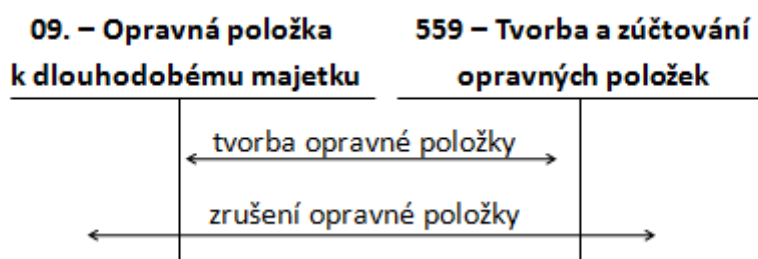 09. – Opravná položka
k dlouhodobému majetku
559 – Tvorba a zúčtování
opravných položek
tvorba opravné položky
zrušení opravné položky